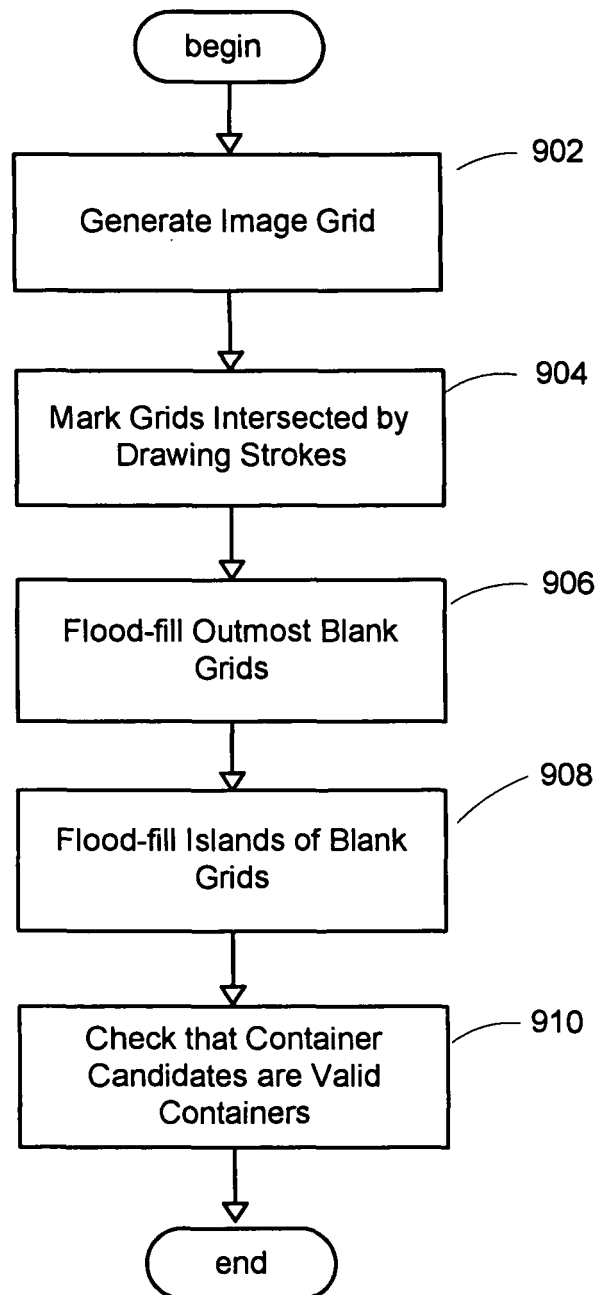 begin
902
Generate Image Grid
904
Mark Grids Intersected by
Drawing Strokes
906
Flood-fill Outmost Blank
Grids
908
Flood-fill Islands of Blank
Grids
910
Check that Container
Candidates are Valid
Containers
end